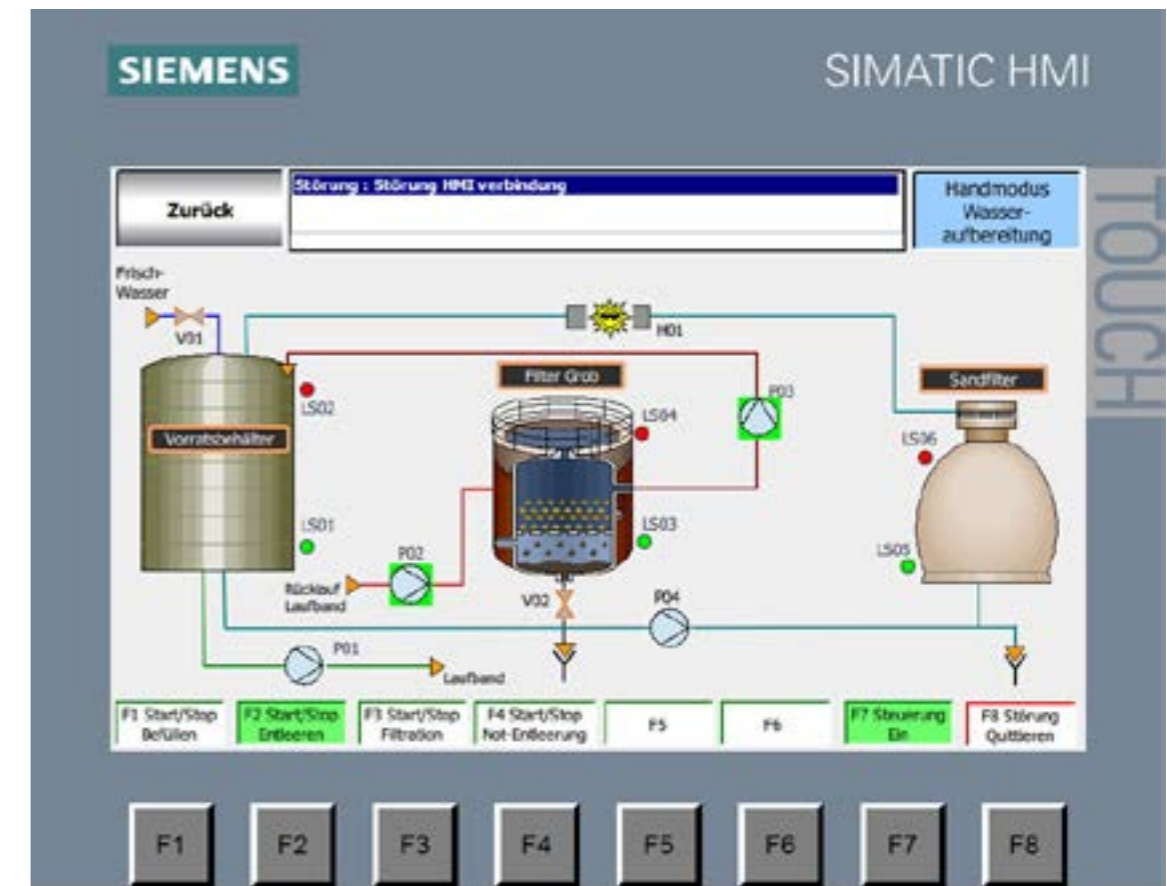 SIEMENS
SIMATIC HMI
TOUCH
Zurück
Störung : Störung HMI verbindung
Handmodus
Wasser-
aufbereitung
Frisch-
Wasser
V01
H01
LS02
Vorratsbehälter
LS01
Filter Grob
LS04
P03
Sandfilter
LS06
LS03
LS05
P02
Rücklauf
Laufband
V02
P04
P01
Laufband
F1 Start/Stop
Befüllen
F2 Start/Stop
Entleeren
F3 Start/Stop
Filtration
F4 Start/Stop
Not-Entleerung
F5
F6
F7 Steuerung
Ein
F8 Störung
Quittieren
F1
F2
F3
F4
F5
F6
F7
F8